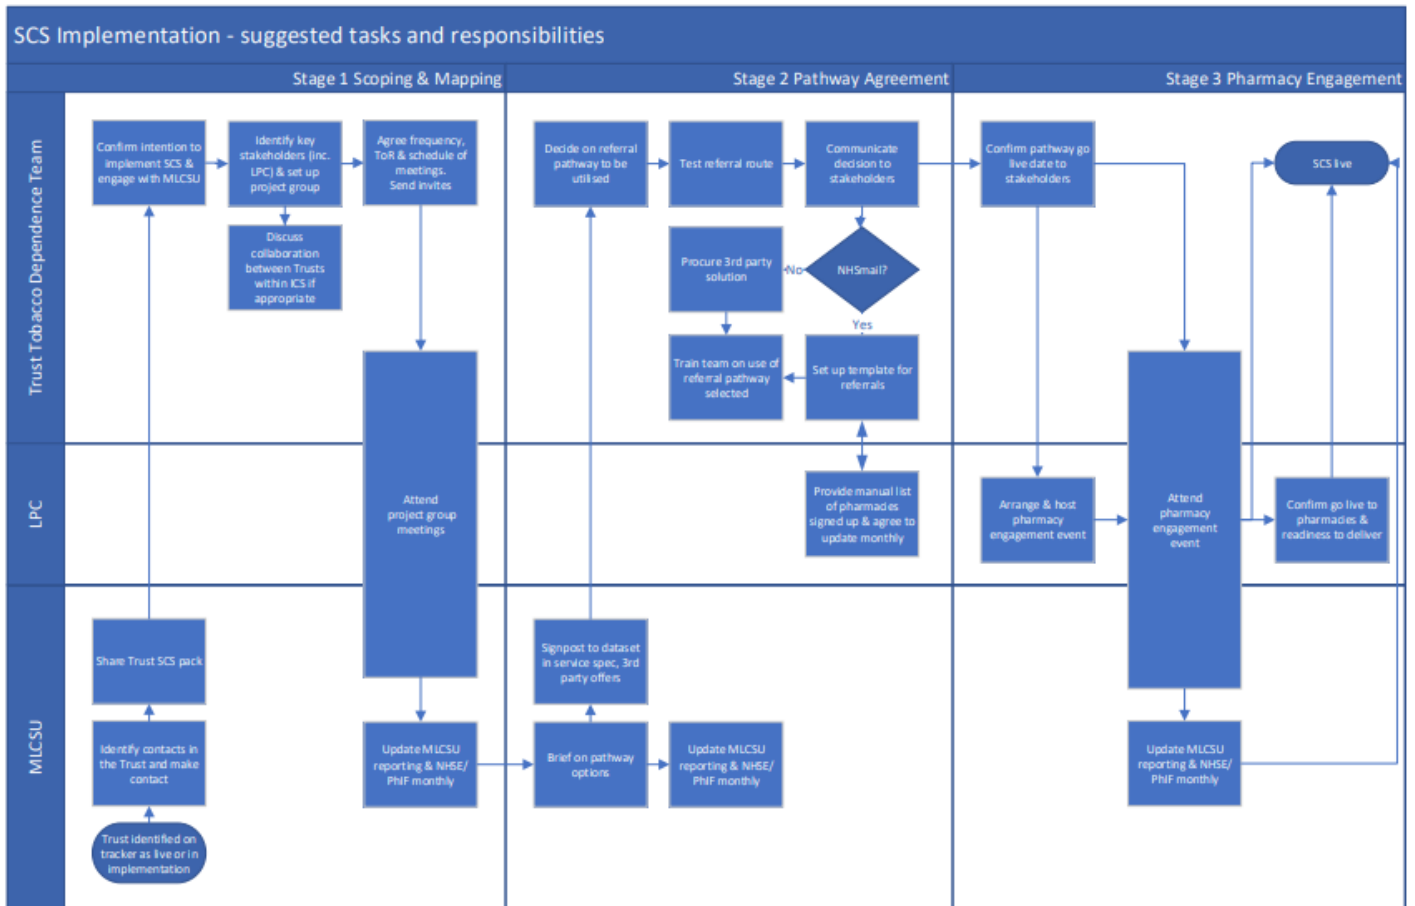 SCS Implementation - suggested tasks and responsibilities
Stage 1 Scoping & Mapping
Stage 2 Pathway Agreement
Stage 3 Pharmacy Engagement
Trust Tobacco Dependence Team
Confirm intention to
implement SCS &
engage with MLCSU
Identify key
stakeholders (inc.
LPC) & set up
project group
Agree frequency,
ToR & schedule of
meetings.
Send invites
Discuss
collaboration
between Trusts
within ICS if
appropriate
Decide on referral
pathway to be
utilised
Test referral route
Communicate
decision to
stakeholders
Procure 3rd party
solution
No
NHSmail?
Yes
Train team on use of
referral pathway
selected
Set up template for
referrals
Confirm pathway go
live date to
stakeholders
SCS live
LPC
Attend
project group
meetings
Provide manual list
of pharmacies
signed up & agree to
update monthly
Arrange & host
pharmacy
engagement event
Attend
pharmacy
engagement
event
Confirm go live to
pharmacies &
readiness to deliver
MLCSU
Share Trust SCS pack
Identify contacts in
the Trust and make
contact
Trust identified on
tracker as live or in
implementation
Update MLCSU
reporting & NHSE/
PhIF monthly
Signpost to dataset
in service spec, 3rd
party offers
Brief on pathway
options
Update MLCSU
reporting & NHSE/
PhIF monthly
Update MLCSU
reporting & NHSE/
PhIF monthly